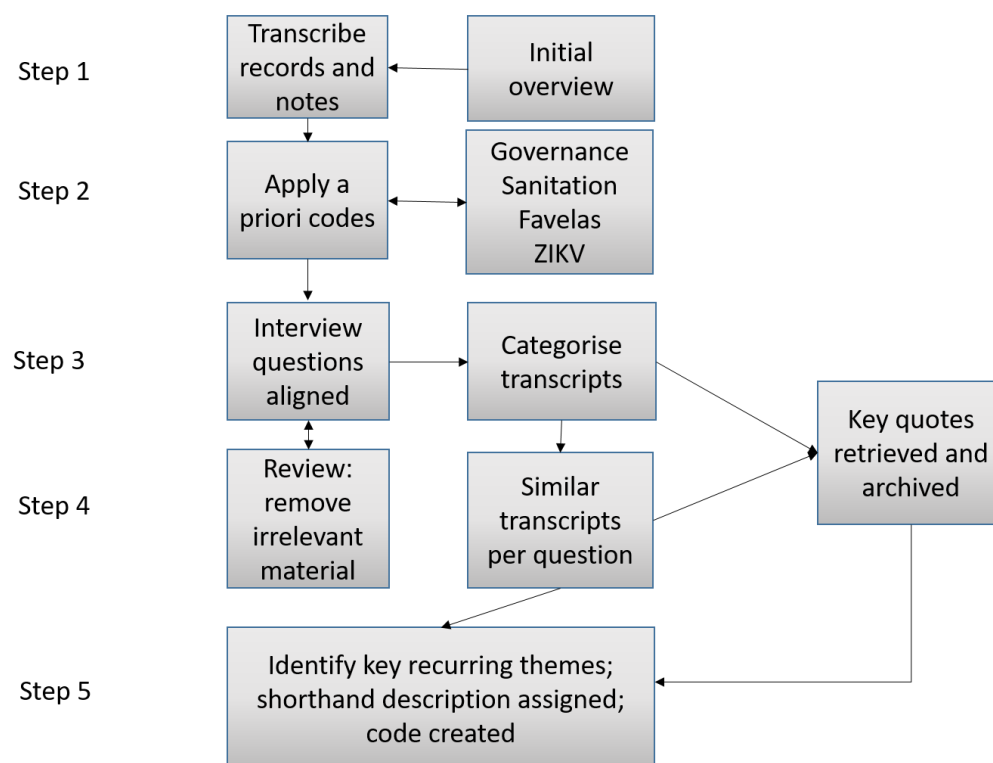 Step 1
Transcribe
records and
notes
Initial
overview
Step 2
Apply a
priori codes
Governance
Sanitation
Favelas
ZIKV
Step 3
Interview
questions
aligned
Categorise
transcripts
Key quotes
retrieved and
archived
Step 4
Review:
remove
irrelevant
material
Similar
transcripts
per question
Step 5
Identify key recurring themes;
shorthand description assigned;
code created